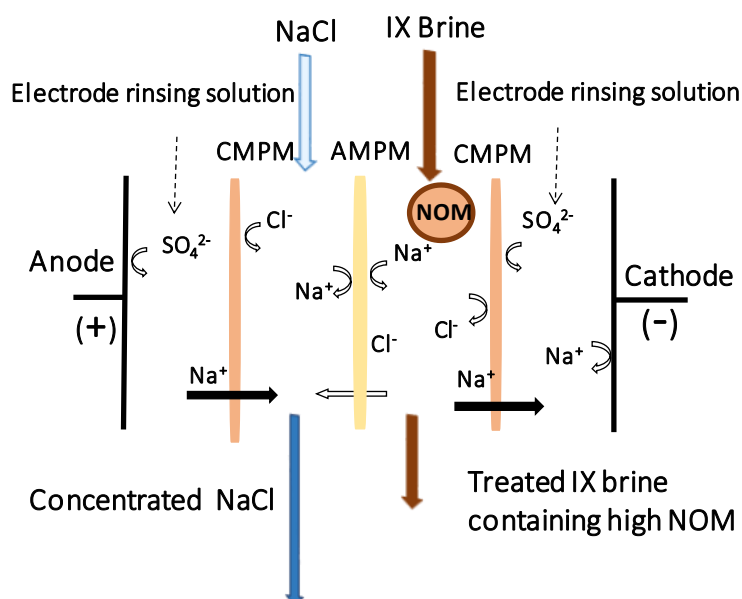 NaCl
IX Brine
Electrode rinsing solution
Electrode rinsing solution
CMPM
AMPM
CMPM
NOM
Cl⁻
SO₄²⁻
SO₄²⁻
Anode
(+)
Na⁺
Na⁺
Cl⁻
Cl⁻
Cathode
(-)
Na⁺
Na⁺
Na⁺
Concentrated NaCl
Treated IX brine
containing high NOM